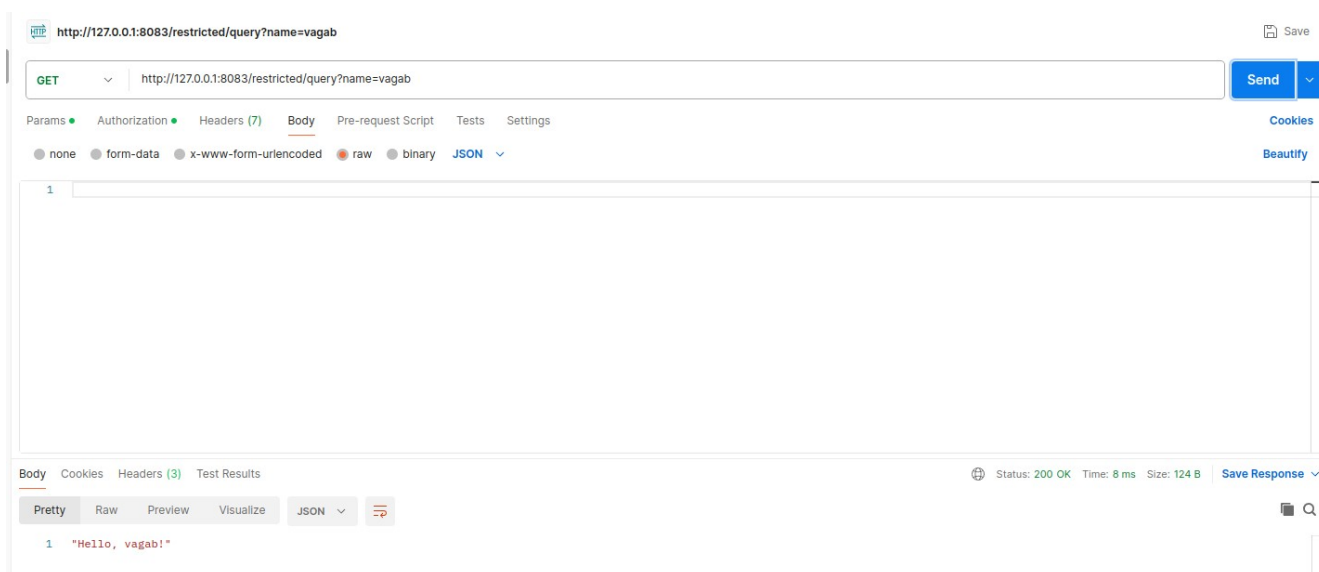 HTTP http://127.0.0.1:8083/restricted/query?name=vagab Save
GET http://127.0.0.1:8083/restricted/query?name=vagab Send
Params Authorization Headers (7) Body Pre-request Script Tests Settings Cookies
none form-data x-www-form-urlencoded raw binary JSON Beautify
1
Body Cookies Headers (3) Test Results Status: 200 OK Time: 8 ms Size: 124 B Save Response
Pretty Raw Preview Visualize JSON
1 "Hello, vagab!"